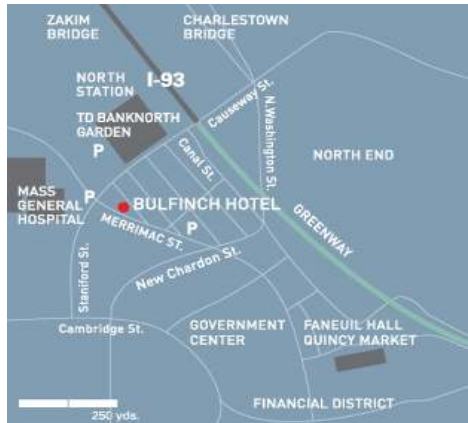 ZAKIM
BRIDGE
CHARLESTOWN
BRIDGE
NORTH
STATION
I-93
TD BANKNORTH
GARDEN
P
Causeway St.
Canal St.
N.Washington St.
NORTH END
MASS
GENERAL
HOSPITAL
P
BULFINCH HOTEL
P
MERRIMAC ST.
GREENWAY
Staniford St.
New Chardon St.
Cambridge St.
GOVERNMENT
CENTER
FANEUIL HALL
QUINCY MARKET
FINANCIAL DISTRICT
250 yds.